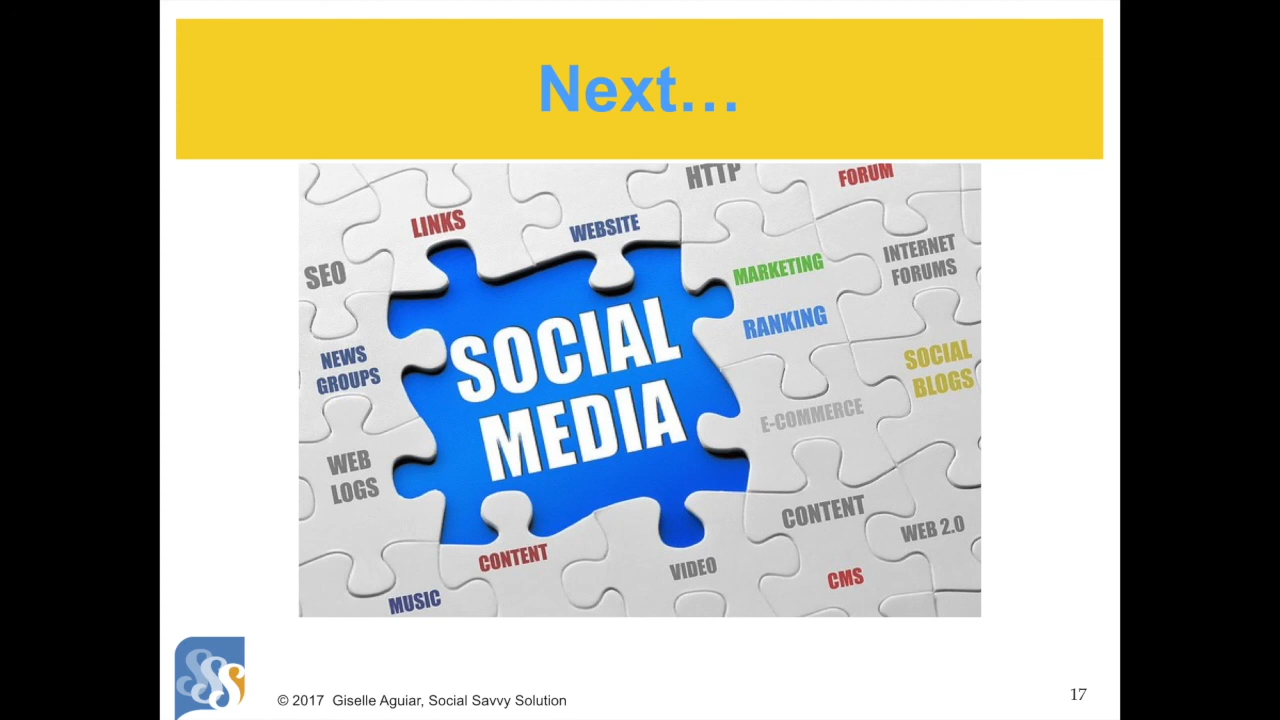 Next…
HTTP
FORUM
LINKS
WEBSITE
INTERNET
FORUMS
SEO
MARKETING
RANKING
SOCIAL
MEDIA
NEWS
GROUPS
SOCIAL
BLOGS
E-COMMERCE
WEB
LOGS
CONTENT
WEB 2.0
CONTENT
VIDEO
CMS
MUSIC
SSS
© 2017  Giselle Aguiar, Social Savvy Solution
17